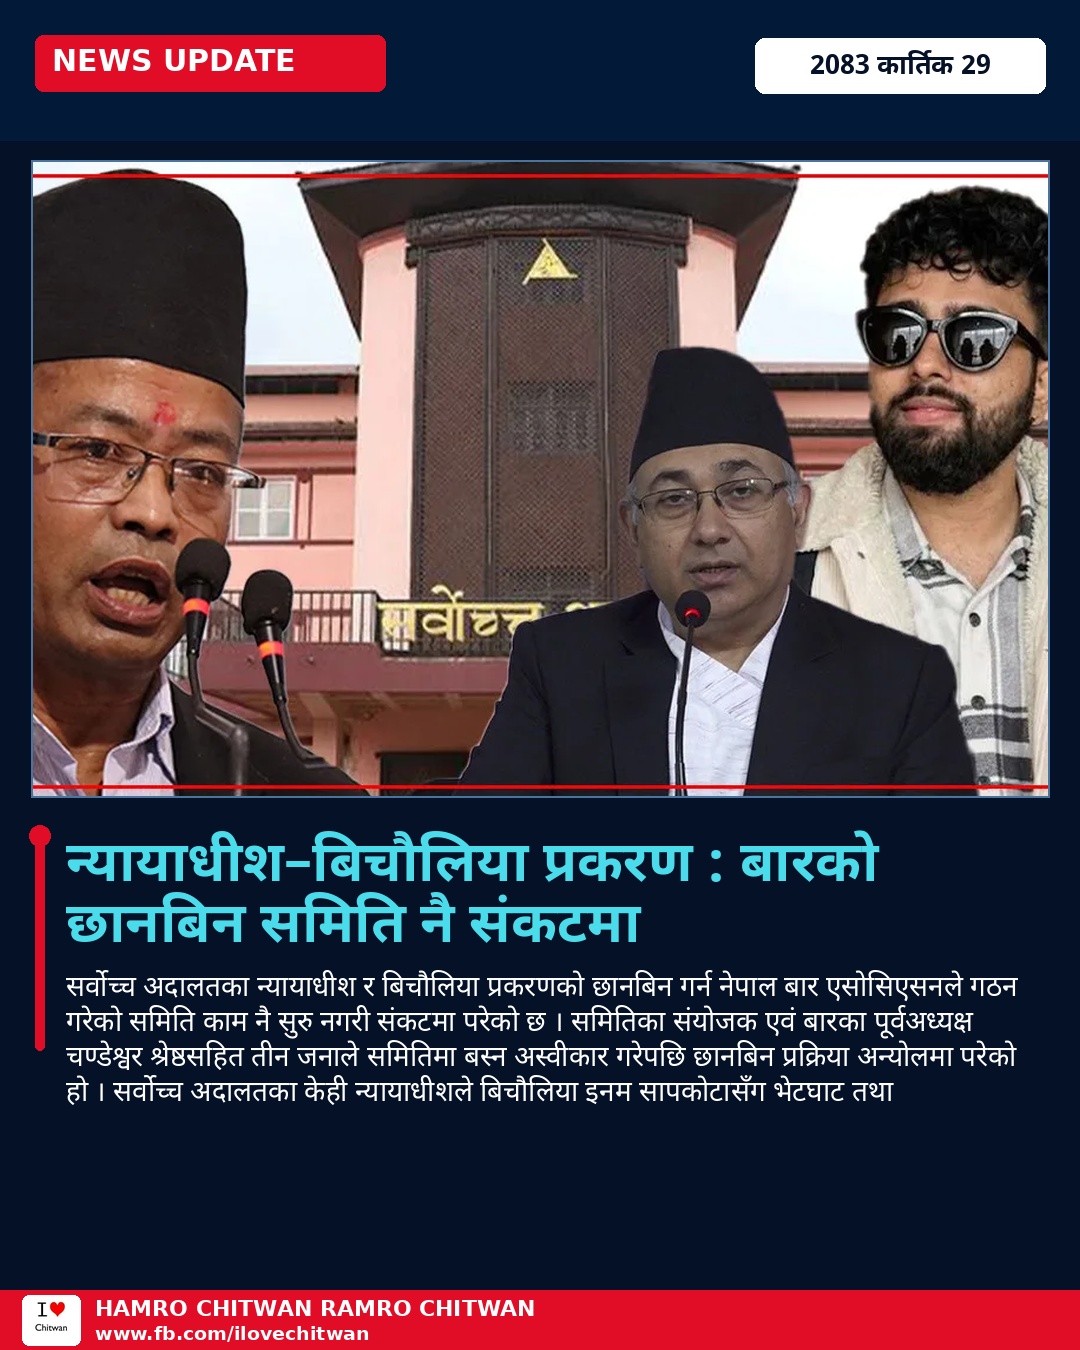 NEWS UPDATE
2083 कार्तिक 29
सर्वोच्च
न्यायाधीश–बिचौलिया प्रकरण : बारको
छानबिन समिति नै संकटमा
सर्वोच्च अदालतका न्यायाधीश र बिचौलिया प्रकरणको छानबिन गर्न नेपाल बार एसोसिएसनले गठन
गरेको समिति काम नै सुरु नगरी संकटमा परेको छ । समितिका संयोजक एवं बारका पूर्वअध्यक्ष
चण्डेश्वर श्रेष्ठसहित तीन जनाले समितिमा बस्न अस्वीकार गरेपछि छानबिन प्रक्रिया अन्योलमा परेको
हो । सर्वोच्च अदालतका केही न्यायाधीशले बिचौलिया इनम सापकोटासँग भेटघाट तथा
I ♥
Chitwan
HAMRO CHITWAN RAMRO CHITWAN
www.fb.com/ilovechitwan